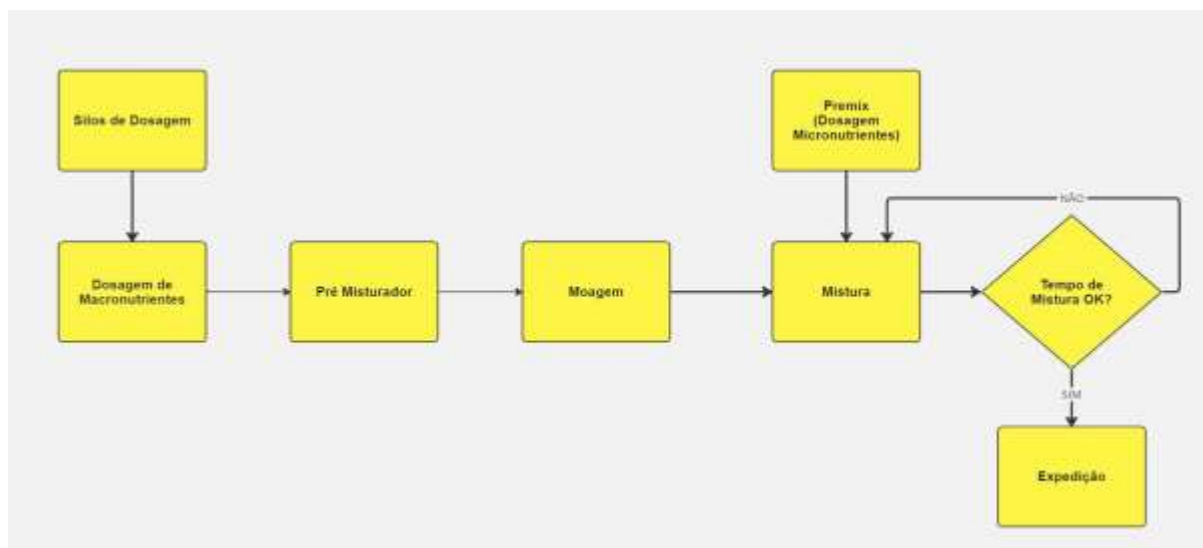 Silos de Dosagem
Premix
(Dosagem
Micronutrientes)
NÃO
Dosagem de
Macronutrientes
Pré Misturador
Moagem
Mistura
Tempo de
Mistura OK?
SIM
Expedição